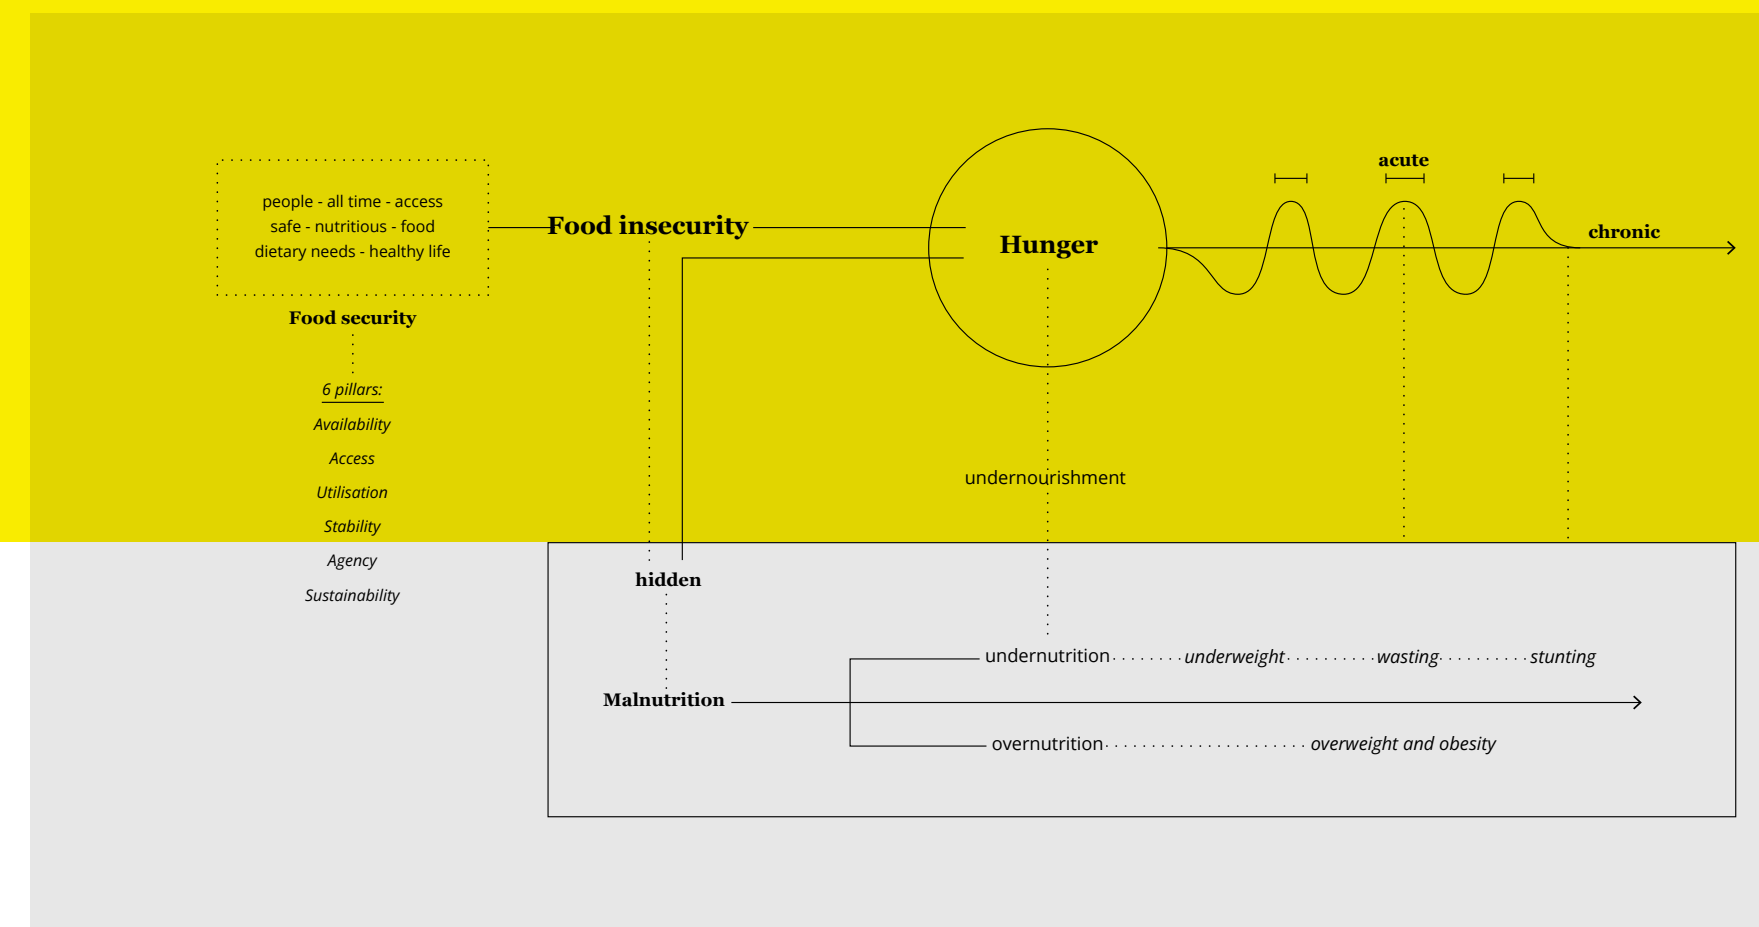 people - all time - access
safe - nutritious - food
dietary needs - healthy life
Food security
6 pillars:
Availability
Access
Utilisation
Stability
Agency
Sustainability
Food insecurity
Hunger
acute
chronic
undernourishment
hidden
Malnutrition
undernutrition underweight wasting stunting
overnutrition overweight and obesity